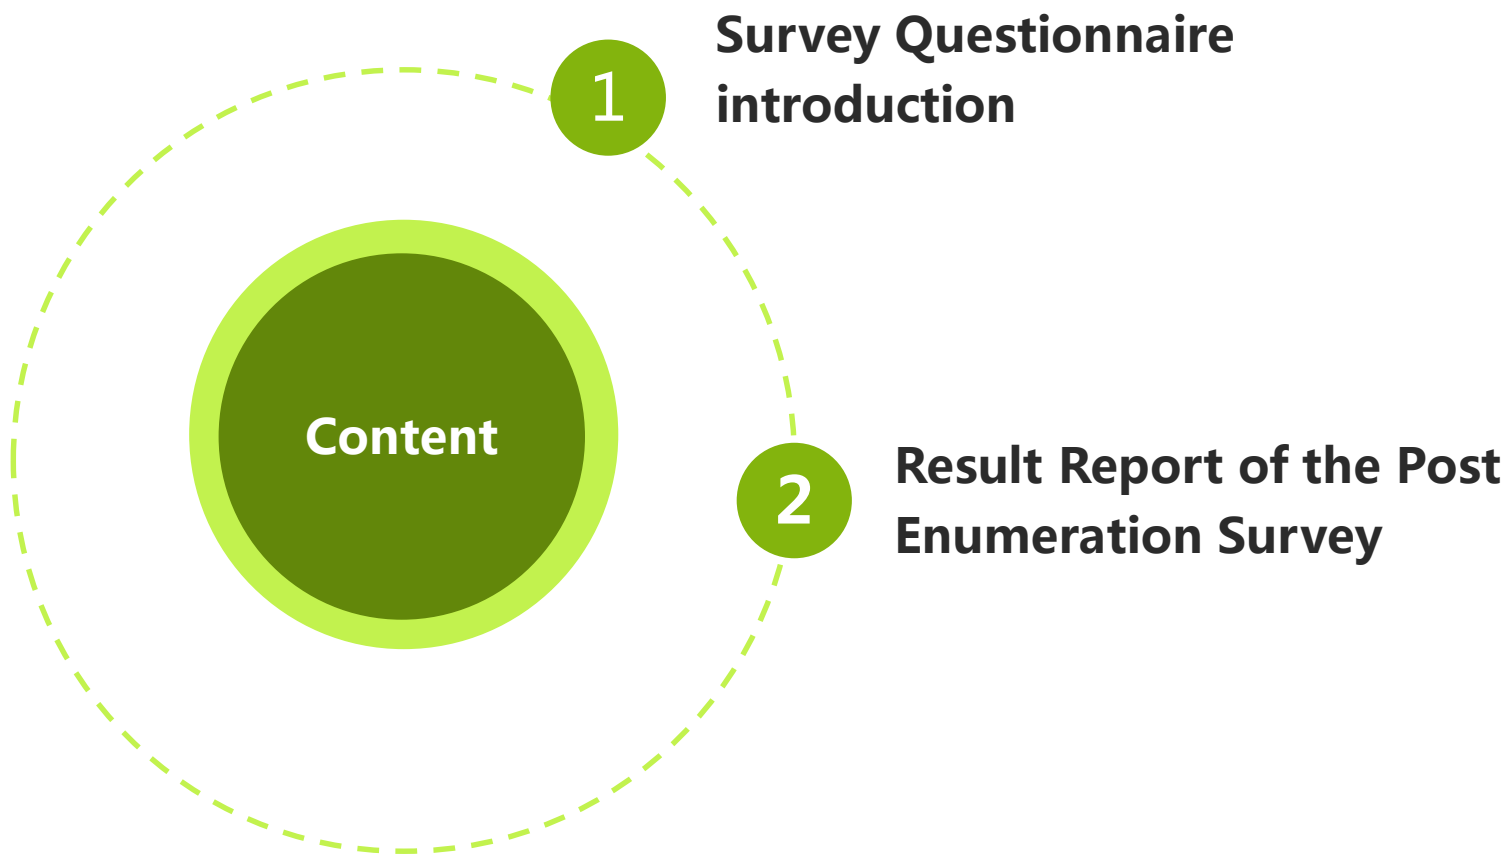 Content
1
Survey Questionnaire
introduction
2
Result Report of the Post
Enumeration Survey